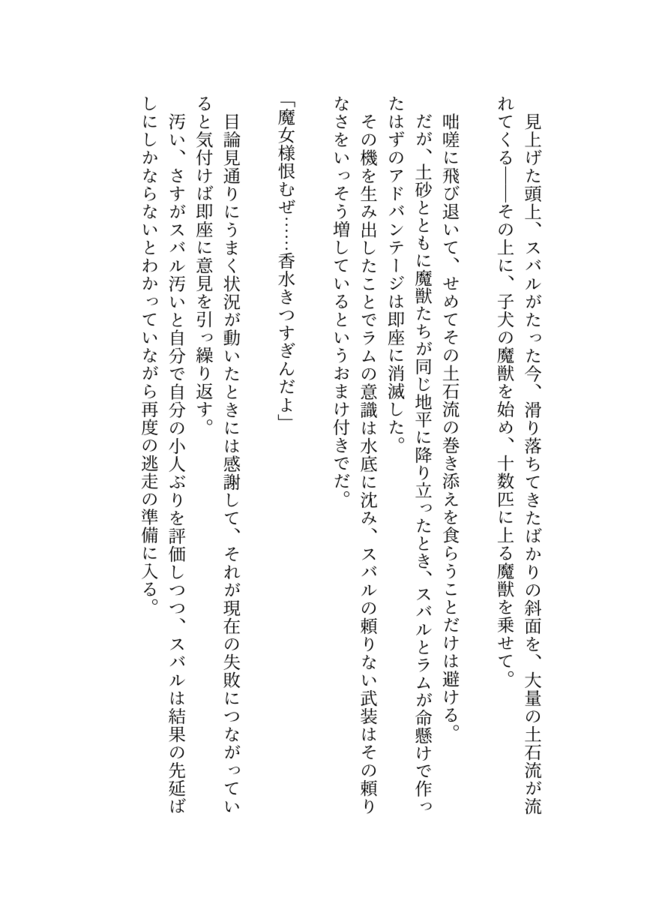 見上げた頭上、スバルがたった今、滑り落ちてきたばかりの斜面を、大量の土石流が流
れてくる――その上に、子犬の魔獣を始め、十数匹に上る魔獣を乗せて。
　咄嗟に飛び退いて、せめてその土石流の巻き添えを食らうことだけは避ける。
　だが、土砂とともに魔獣たちが同じ地平に降り立ったとき、スバルとラムが命懸けで作っ
たはずのアドバンテージは即座に消滅した。
　その機を生み出したことでラムの意識は水底に沈み、スバルの頼りない武装はその頼り
なさをいっそう増しているというおまけ付きでだ。
「魔女様恨むぜ……香水きつすぎんだよ」
　目論見通りにうまく状況が動いたときには感謝して、それが現在の失敗につながってい
ると気付けば即座に意見を引っ繰り返す。
　汚い、さすがスバル汚いと自分で自分の小人ぶりを評価しつつ、スバルは結果の先延ば
しにしかならないとわかっていながら再度の逃走の準備に入る。